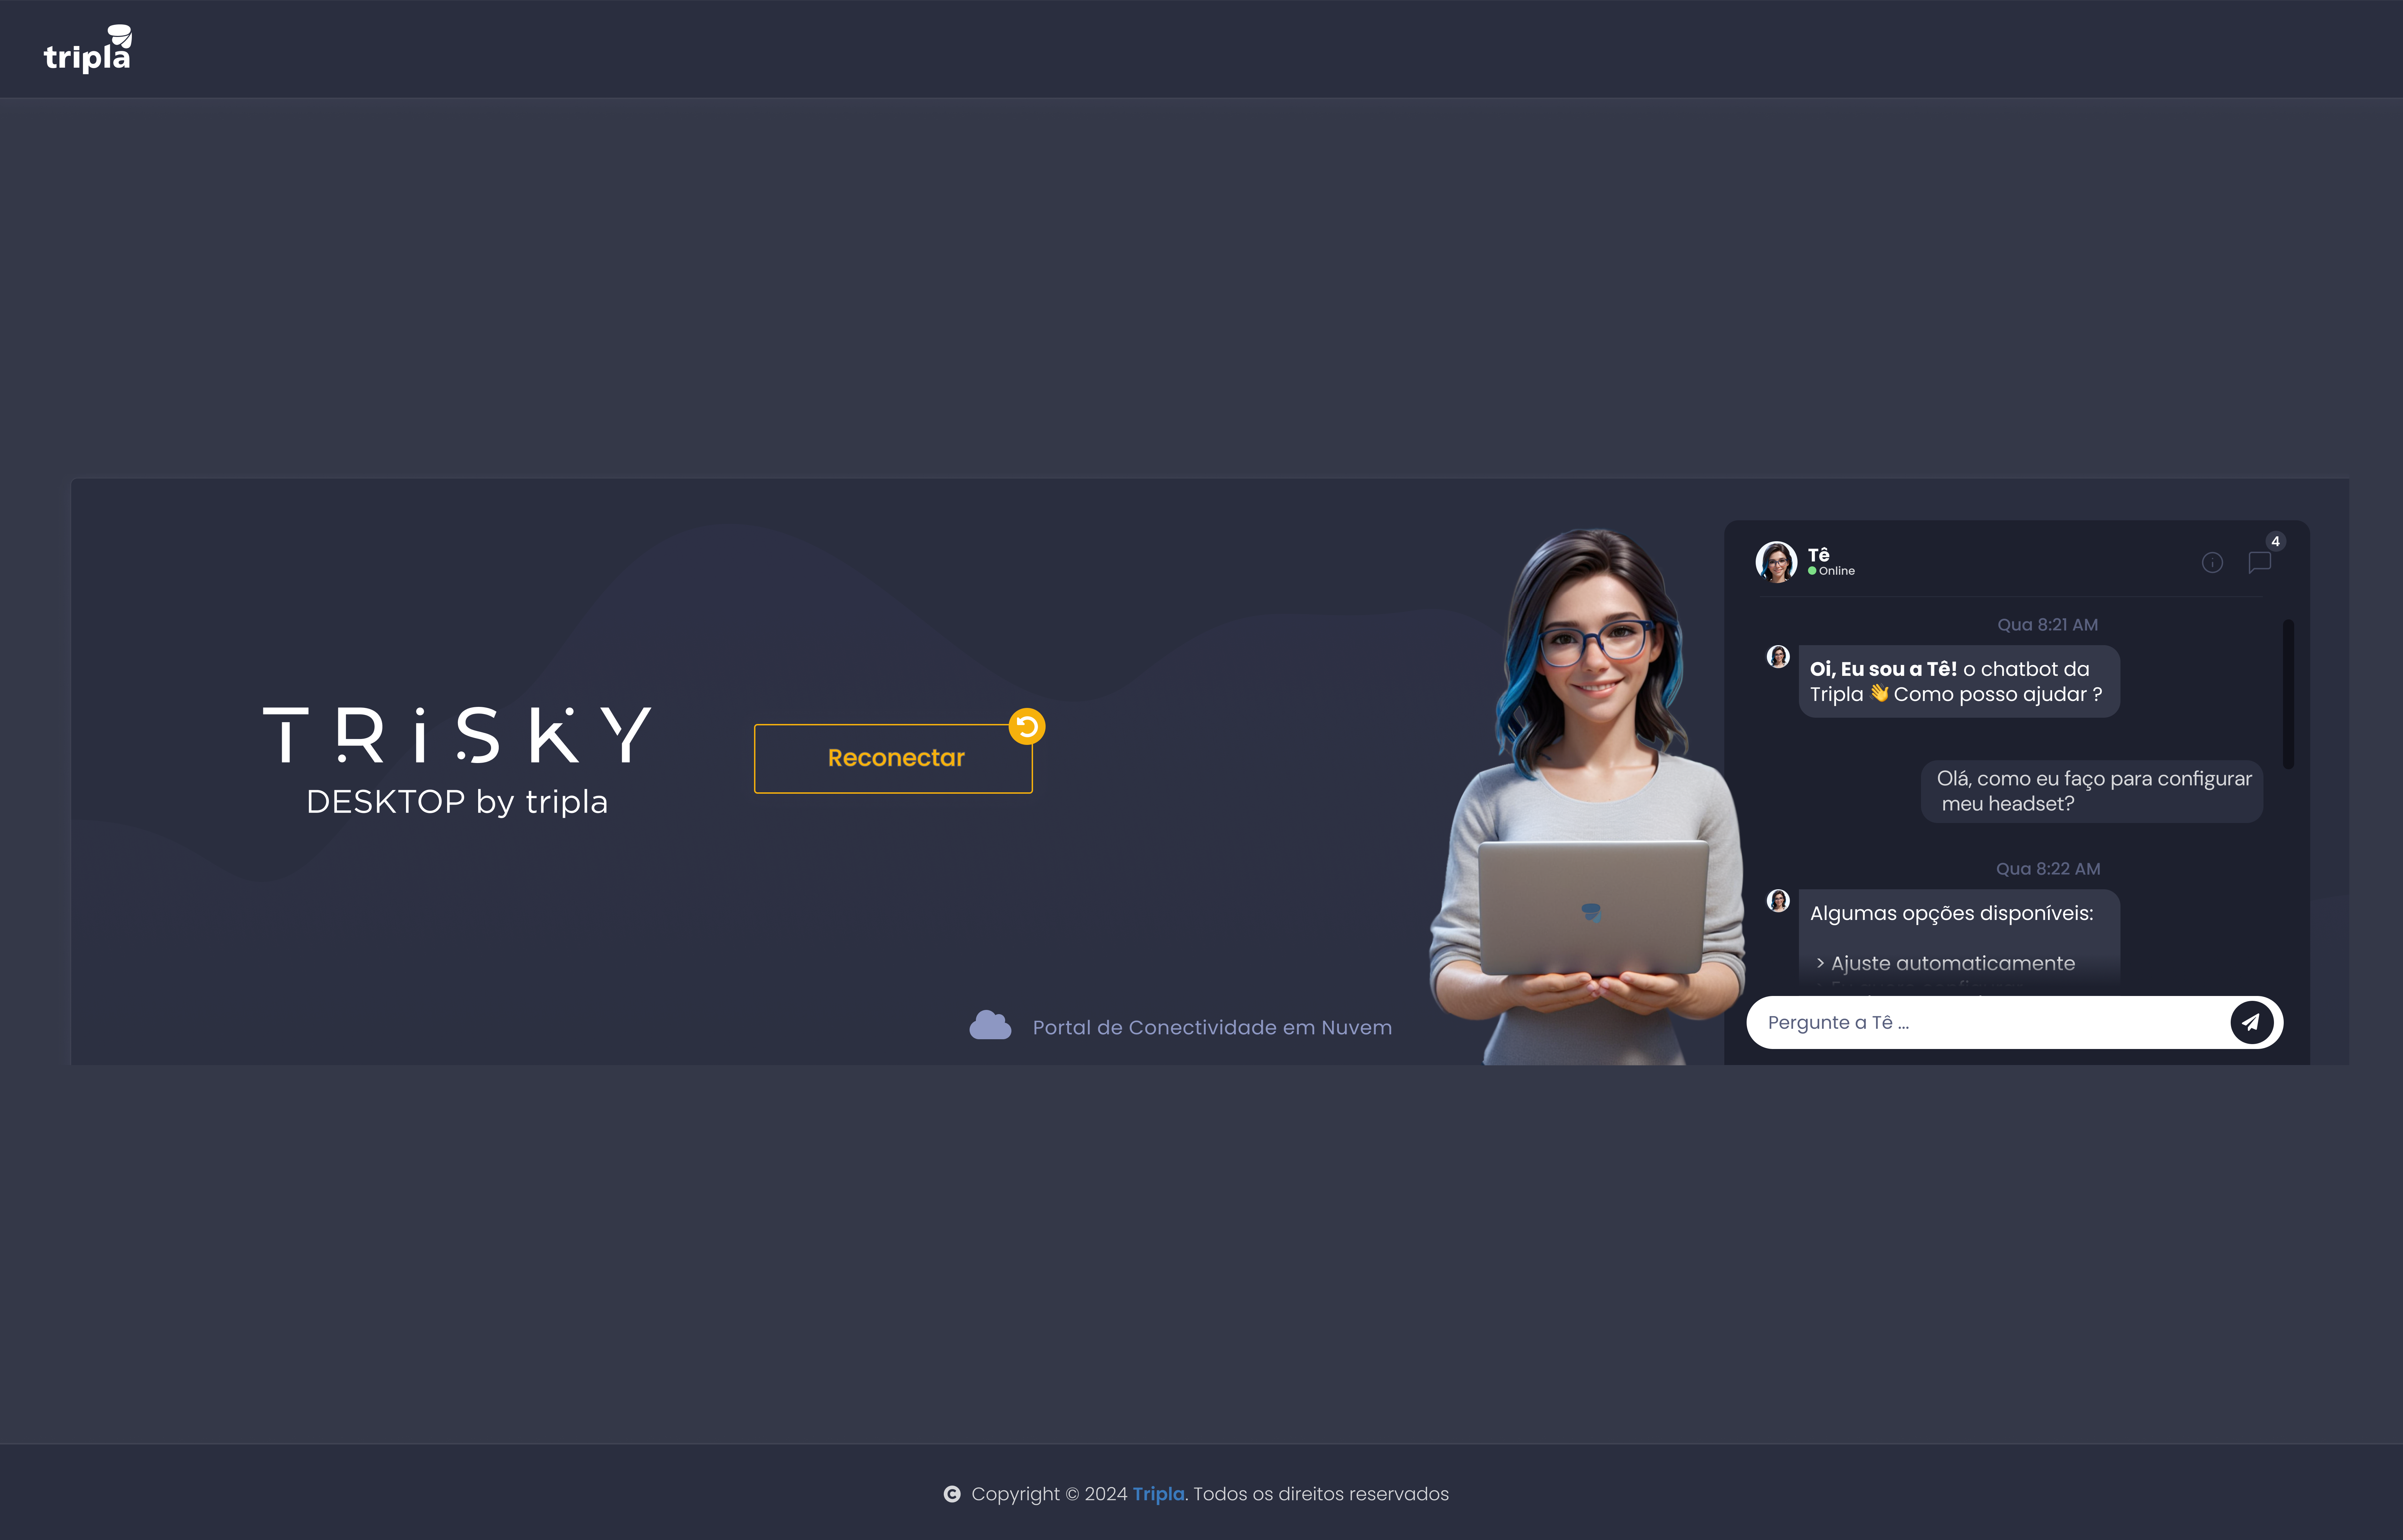 tripla
TRiSKY
DESKTOP by tripla
Reconectar
Portal de Conectividade em Nuvem
Tê
Online
4
Qua 8:21 AM
Oi, Eu sou a Tê! o chatbot da
Tripla 👋 Como posso ajudar ?
Olá, como eu faço para configurar
meu headset?
Qua 8:22 AM
Algumas opções disponíveis:
> Ajuste automaticamente
Pergunte a Tê ...
Copyright © 2024 Tripla. Todos os direitos reservados